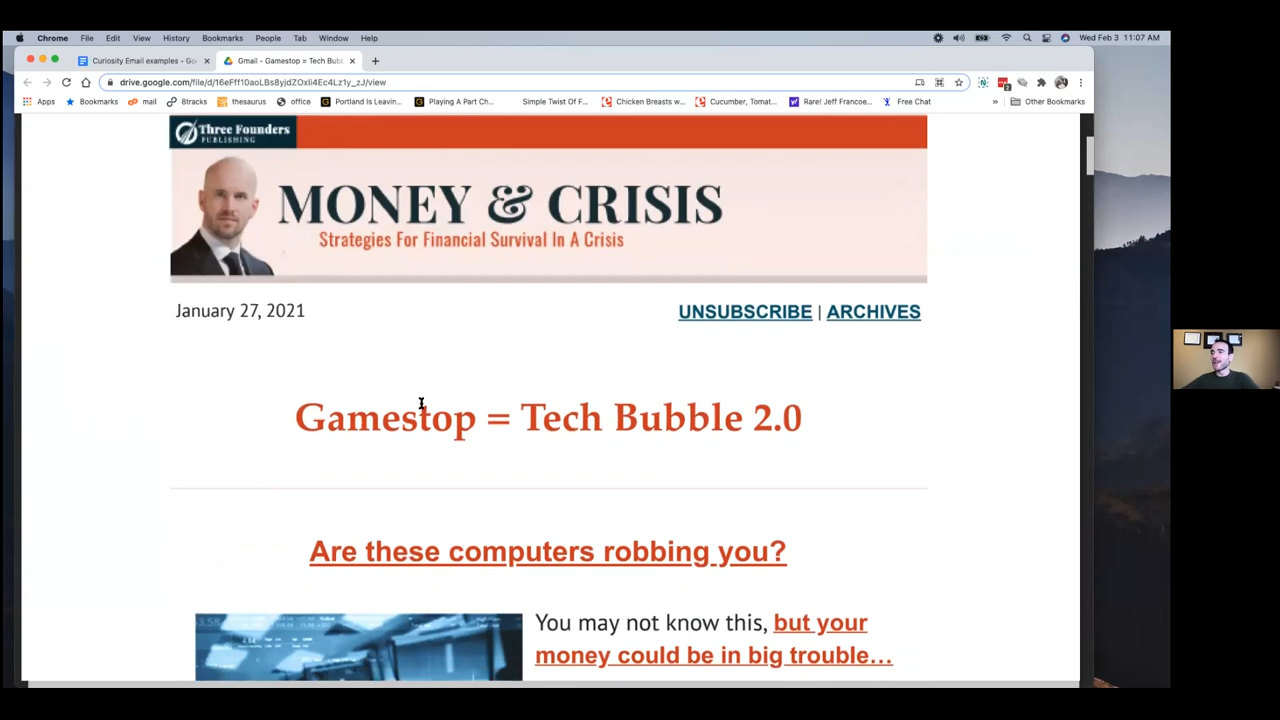 Chrome File Edit View History Bookmarks People Tab Window Help Wed Feb 3 11:07 AM
Curiosity Email examples - Go Gmail - Gamestop = Tech Bubb
drive.google.com/file/d/16eFff10aoLBs8yjdZOxli4Ec4Lz1y_zJ/view
Apps Bookmarks mail Stracks thesaurus office Portland Is Leavin... Playing A Part Ch... Simple Twist Of F... Chicken Breasts w... Cucumber, Tomat... Rare! Jeff Francoe... Free Chat » Other Bookmarks
Three Founders
PUBLISHING
MONEY & CRISIS
Strategies For Financial Survival In A Crisis
January 27, 2021 UNSUBSCRIBE | ARCHIVES
Gamestop = Tech Bubble 2.0
Are these computers robbing you?
You may not know this, but your
money could be in big trouble...